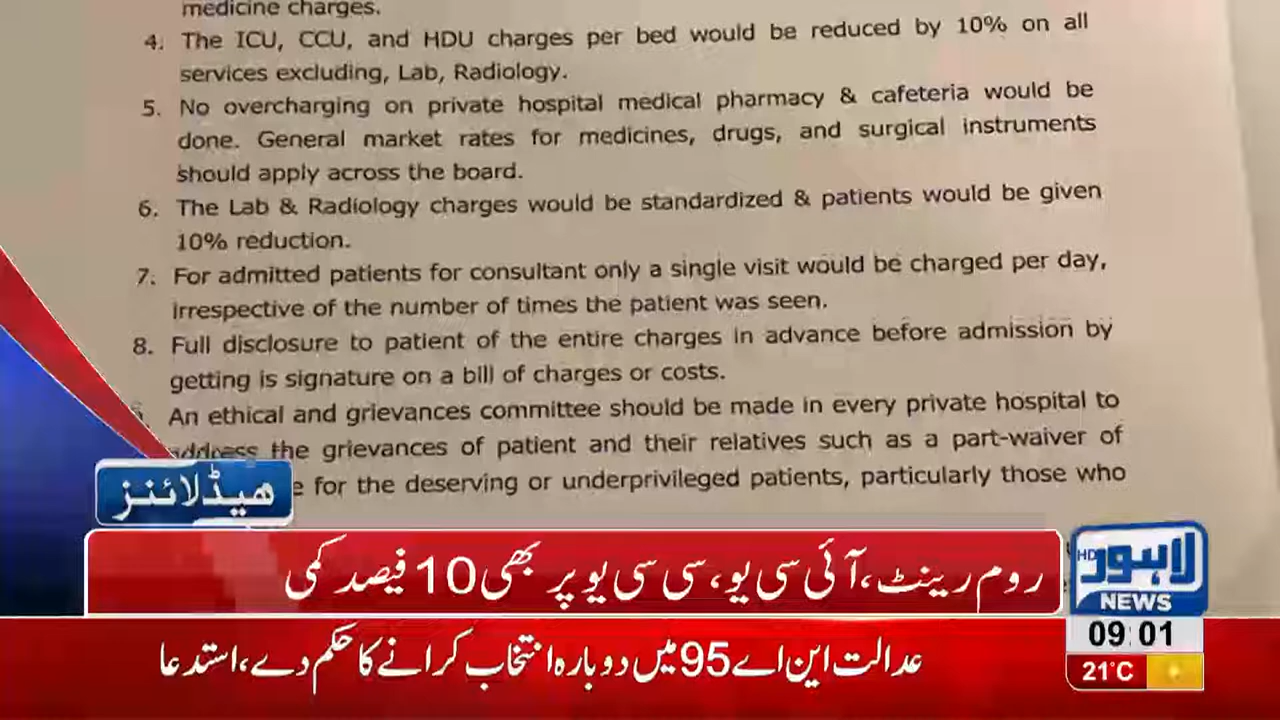 medicine charges.
4. The ICU, CCU, and HDU charges per bed would be reduced by 10% on all
services excluding, Lab, Radiology.
5. No overcharging on private hospital medical pharmacy & cafeteria would be
done. General market rates for medicines, drugs, and surgical instruments
should apply across the board.
6. The Lab & Radiology charges would be standardized & patients would be given
10% reduction.
7. For admitted patients for consultant only a single visit would be charged per day,
irrespective of the number of times the patient was seen.
8. Full disclosure to patient of the entire charges in advance before admission by
getting is signature on a bill of charges or costs.
An ethical and grievances committee should be made in every private hospital to
address the grievances of patient and their relatives such as a part-waiver of
for the deserving or underprivileged patients, particularly those who
ھیڈلائنز
روم رینٹ، آئی سی یو، سی سی یو پر بھی 10 فیصد کمی
عدالت این اے 95 میں دوبارہ انتخاب کرانے کا حکم دے، استدعا
لاہور HD
NEWS
09:01
21°C